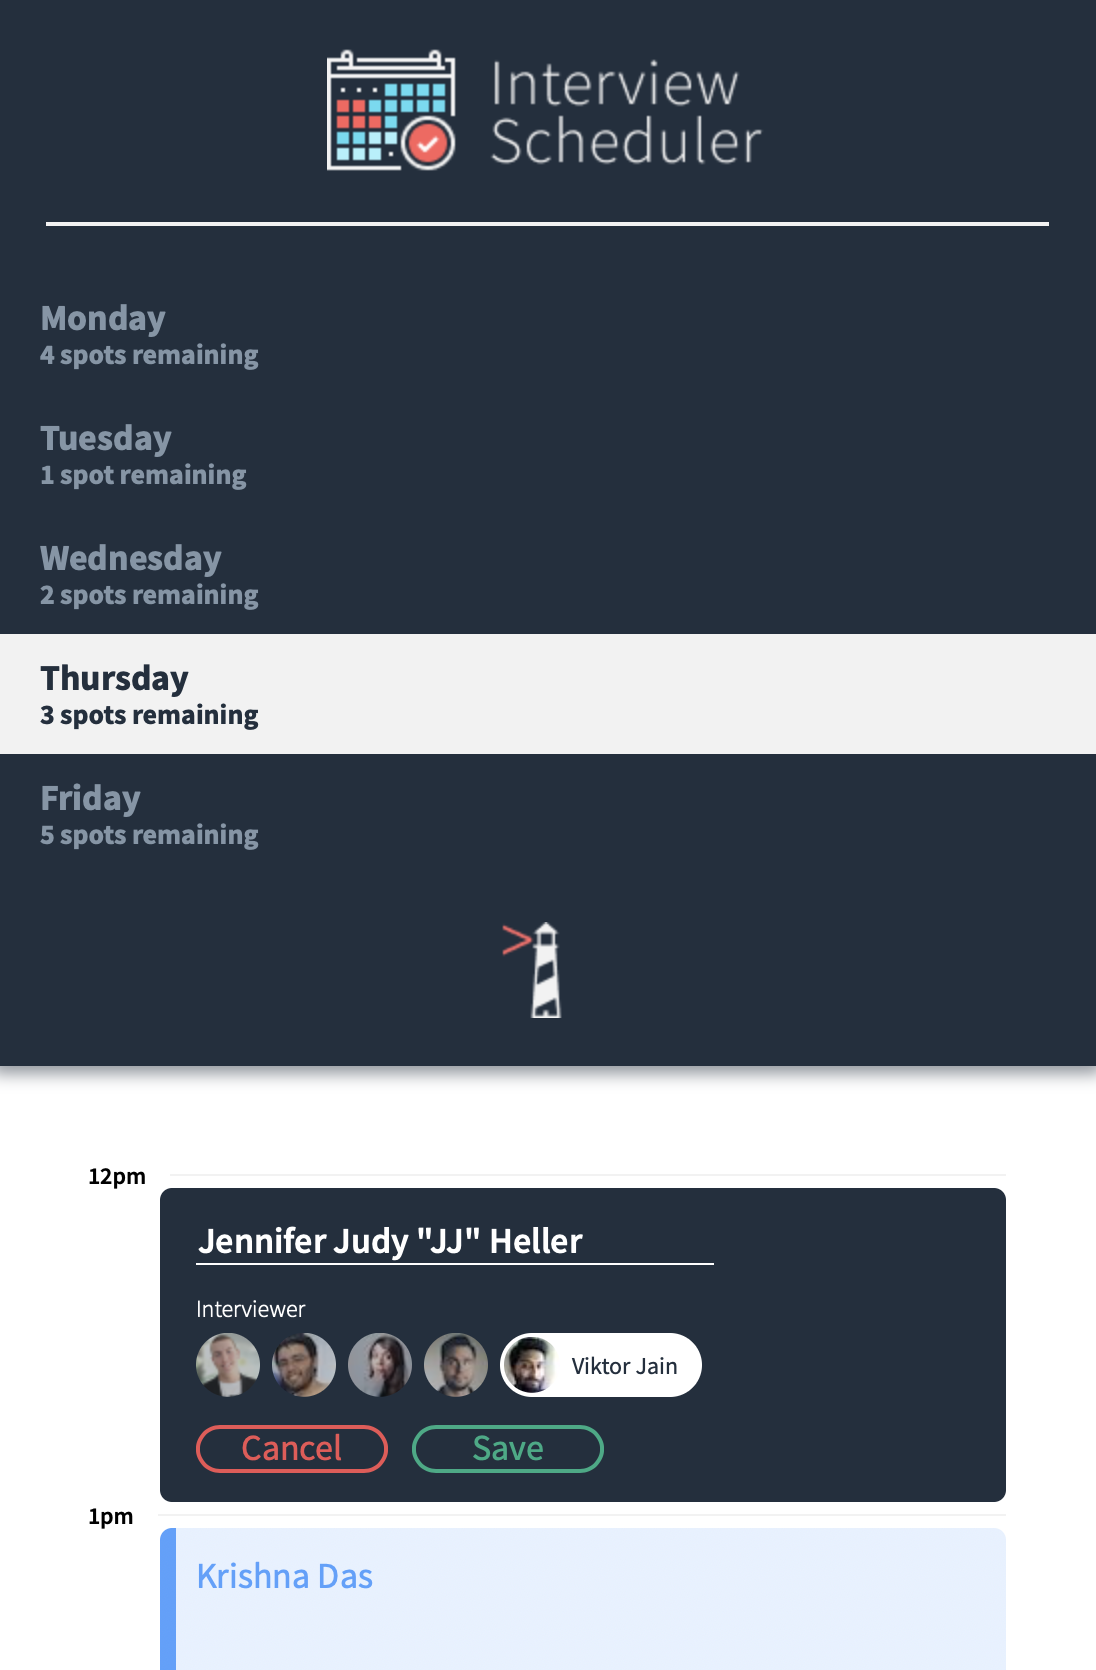 Interview
Scheduler
Monday
4 spots remaining
Tuesday
1 spot remaining
Wednesday
2 spots remaining
Thursday
3 spots remaining
Friday
5 spots remaining
12pm
Jennifer Judy "JJ" Heller
Interviewer
Viktor Jain
Cancel Save
1pm
Krishna Das